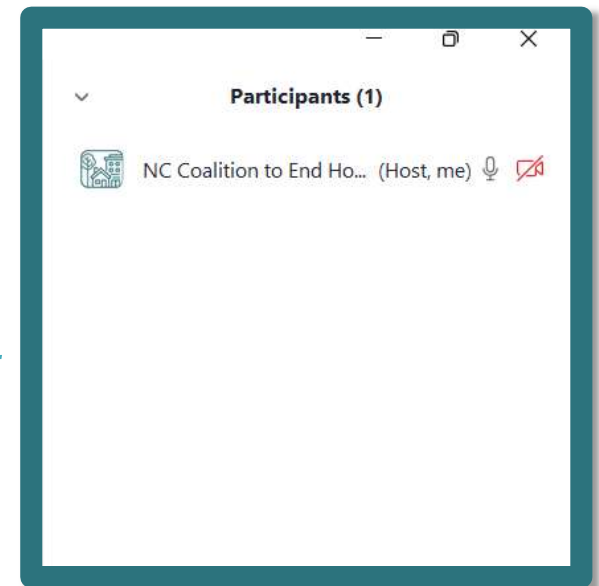 Participants (1)
NC Coalition to End Ho... (Host, me)